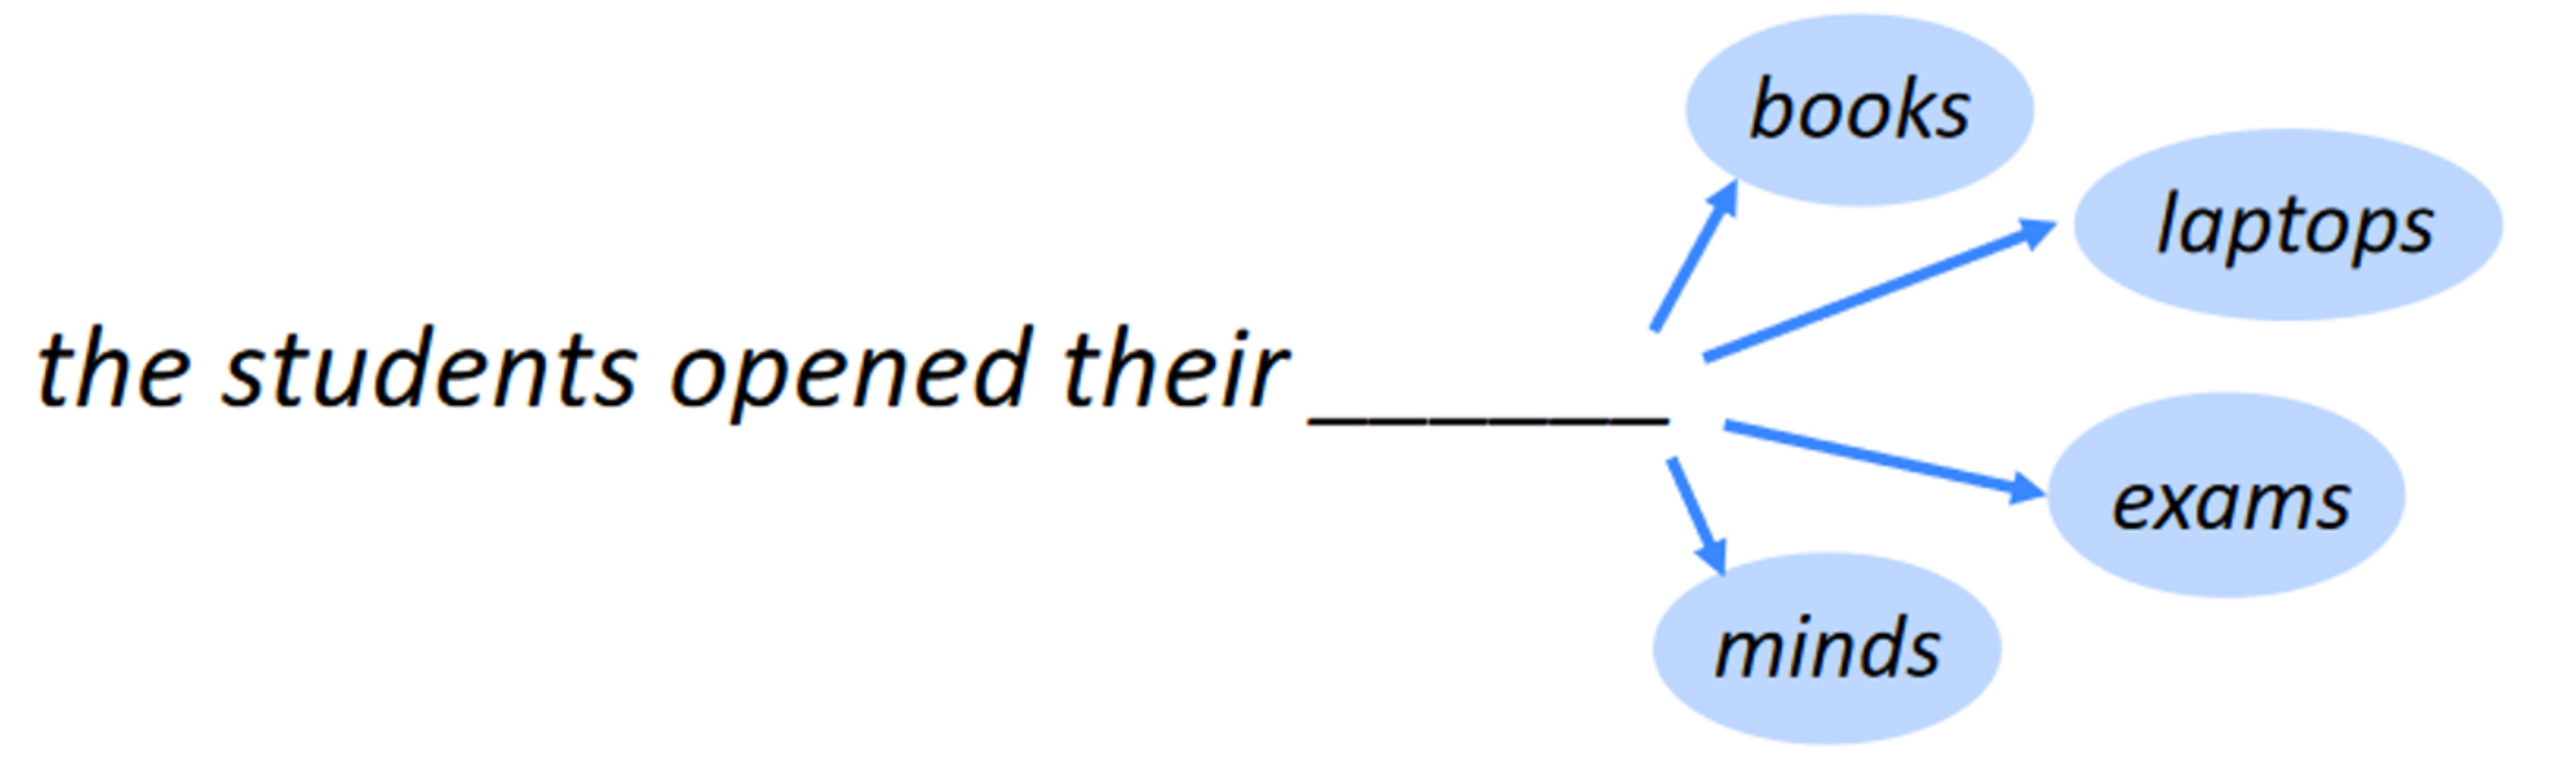 books
laptops
the students opened their ______
exams
minds